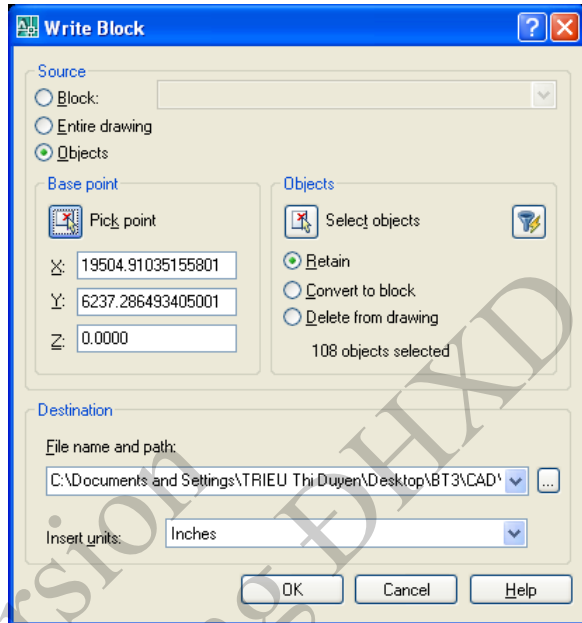 Write Block
Source
Block:
Entire drawing
Objects
Base point
Pick point
X: 19504.91035155801
Y: 6237.286493405001
Z: 0.0000
Objects
Select objects
Retain
Convert to block
Delete from drawing
108 objects selected
Destination
File name and path:
C:\Documents and Settings\TRIEU Thi Duyen\Desktop\BT3\CAD\
...
Insert units: Inches
OK Cancel Help